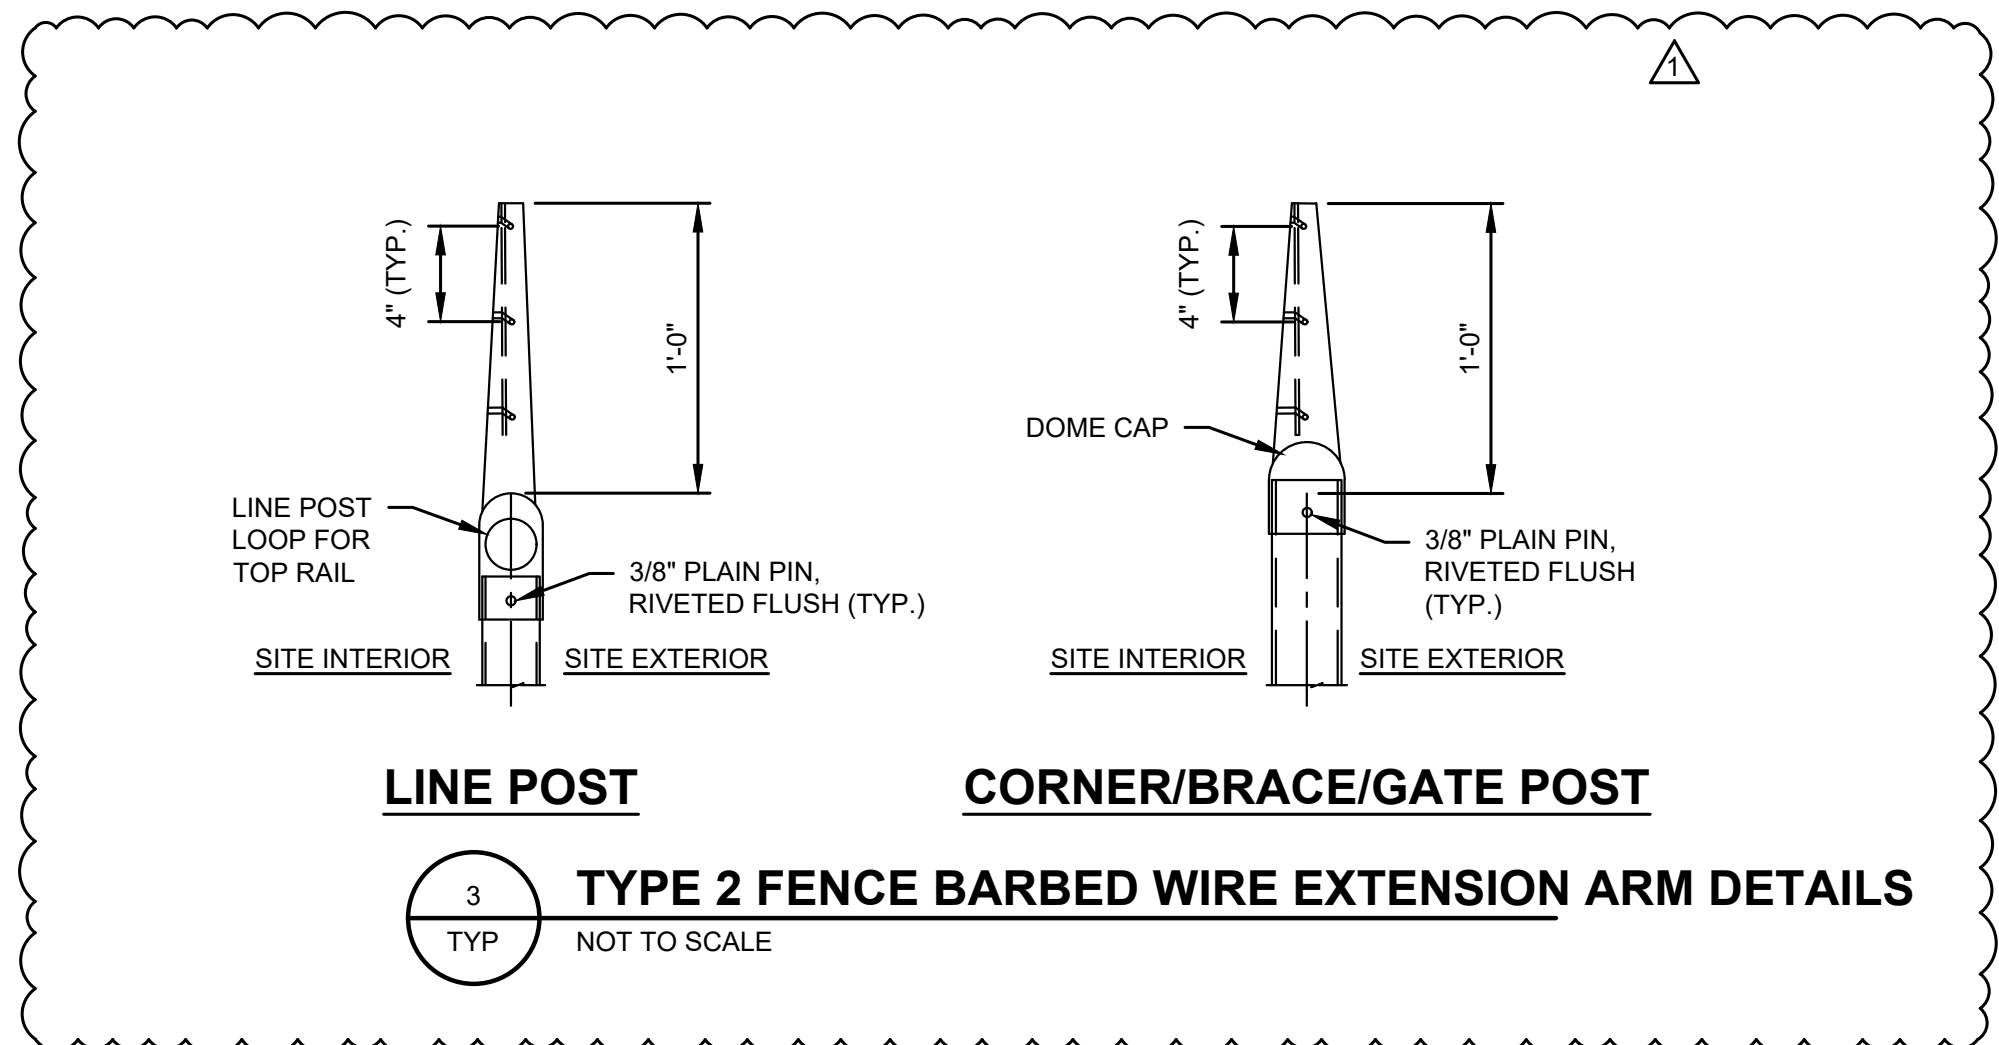 1
4" (TYP.)
1'-0"
LINE POST
LOOP FOR
TOP RAIL
3/8" PLAIN PIN,
RIVETED FLUSH (TYP.)
SITE INTERIOR
SITE EXTERIOR
LINE POST
4" (TYP.)
1'-0"
DOME CAP
3/8" PLAIN PIN,
RIVETED FLUSH
(TYP.)
SITE INTERIOR
SITE EXTERIOR
CORNER/BRACE/GATE POST
3
TYP
TYPE 2 FENCE BARBED WIRE EXTENSION ARM DETAILS
NOT TO SCALE